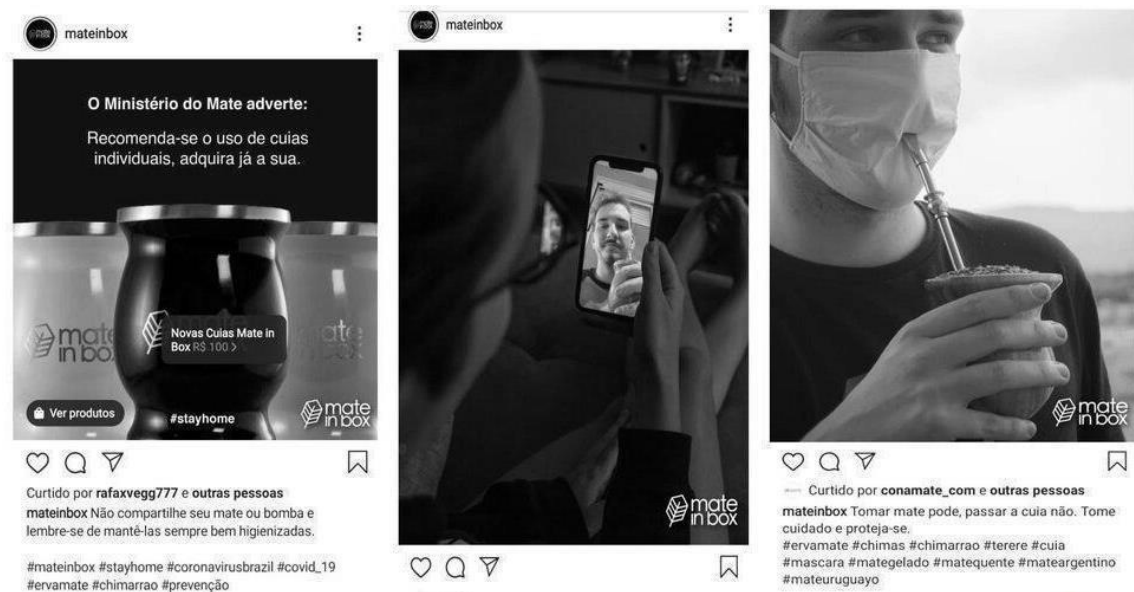 mateinbox
O Ministério do Mate adverte:
Recomenda-se o uso de cuias
individuais, adquira já a sua.
mate
in box
Novas Cuias Mate in
Box R$ 100 >
Ver produtos
#stayhome
mate
in box
Curtido por rafaxvegg777 e outras pessoas
mateinbox Não compartilhe seu mate ou bomba e
lembre-se de mantê-las sempre bem higienizadas.
#mateinbox #stayhome #coronavirusbrazil #covid_19
#ervamate #chimarrao #prevenção
mateinbox
mate
in box
mate
in box
Curtido por conamate_com e outras pessoas
mateinbox Tomar mate pode, passar a cuia não. Tome
cuidado e proteja-se.
#ervamate #chimas #chimarrao #terere #cuia
#mascara #mategelado #matequente #mateargentino
#mateuruguayo